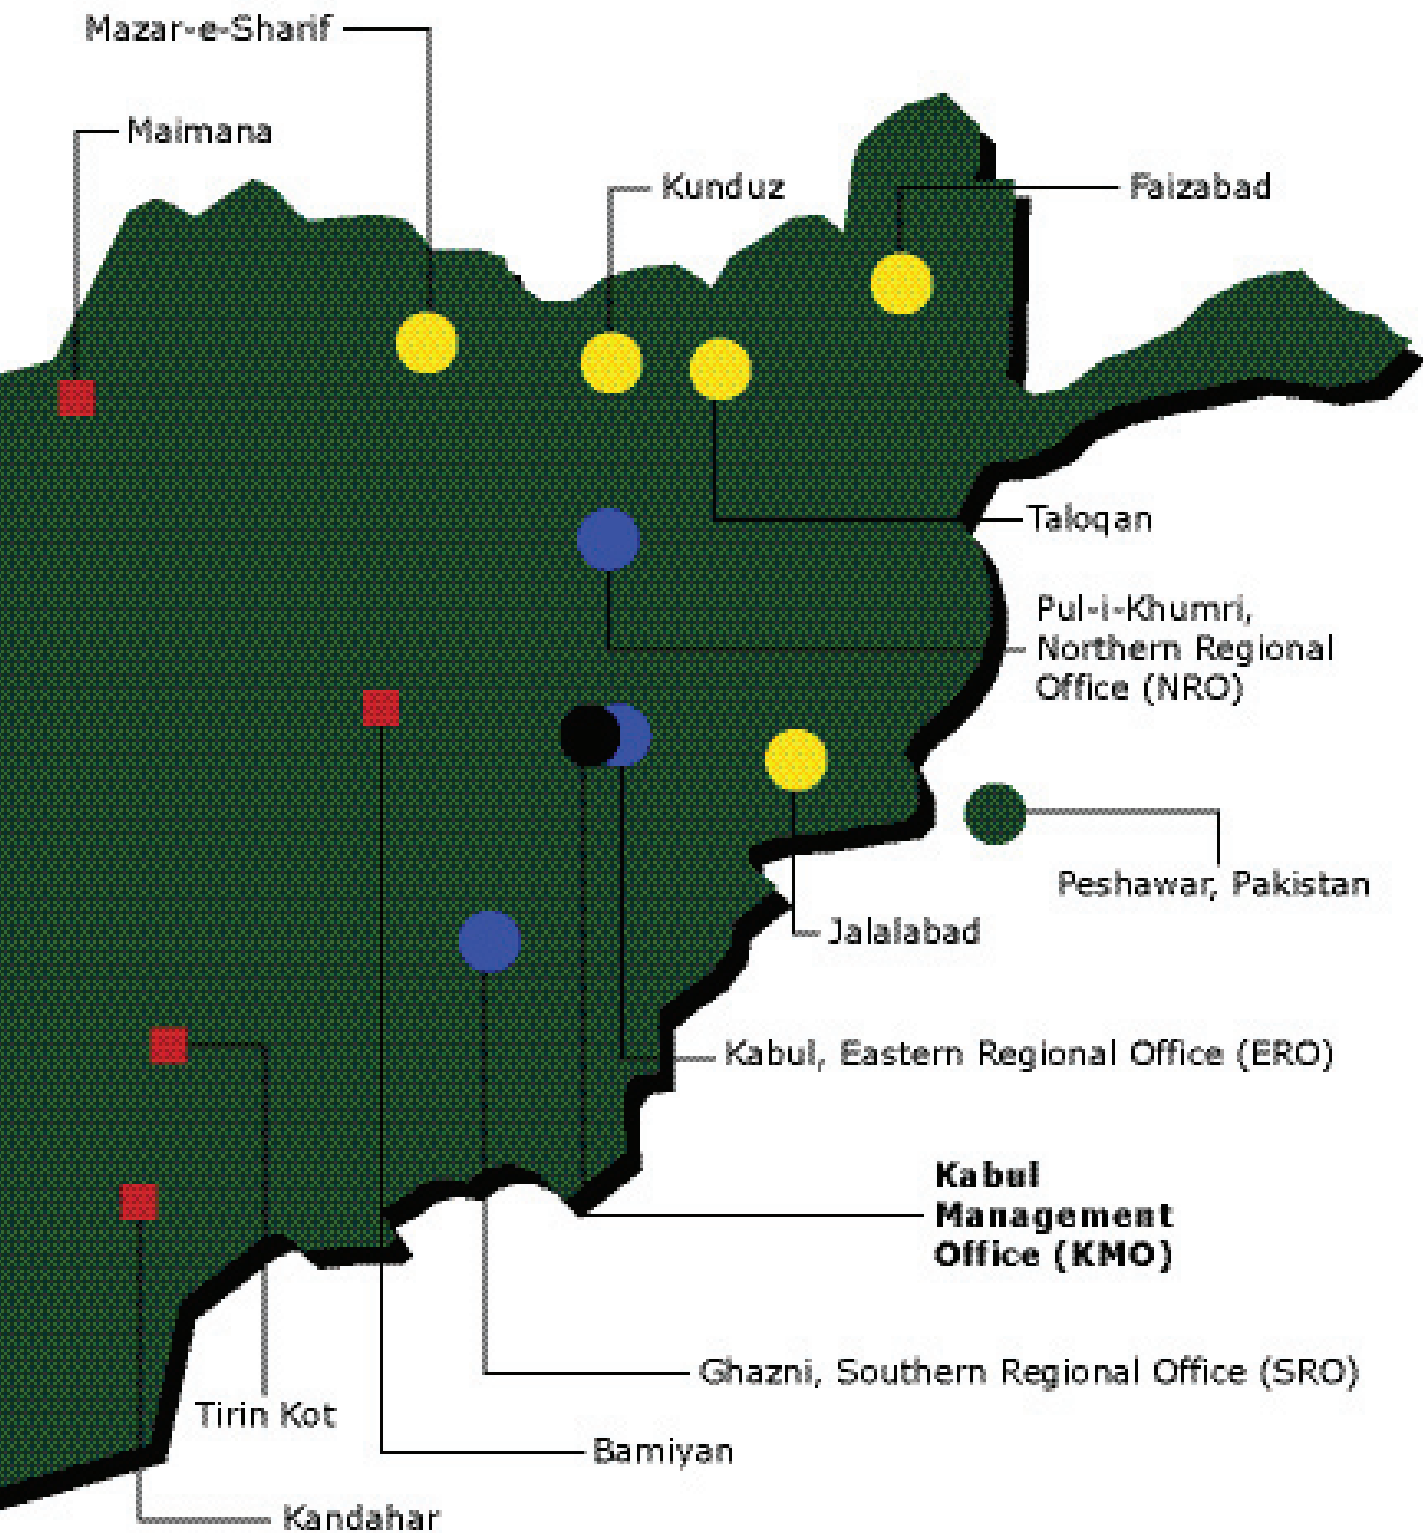 Mazar-e-Sharif
Maimana
Kunduz
Faizabad
Taloqan
Pul-i-Khumri,
Northern Regional
Office (NRO)
Peshawar, Pakistan
Jalalabad
Kabul, Eastern Regional Office (ERO)
Kabul
Management
Office (KMO)
Ghazni, Southern Regional Office (SRO)
Tirin Kot
Bamiyan
Kandahar